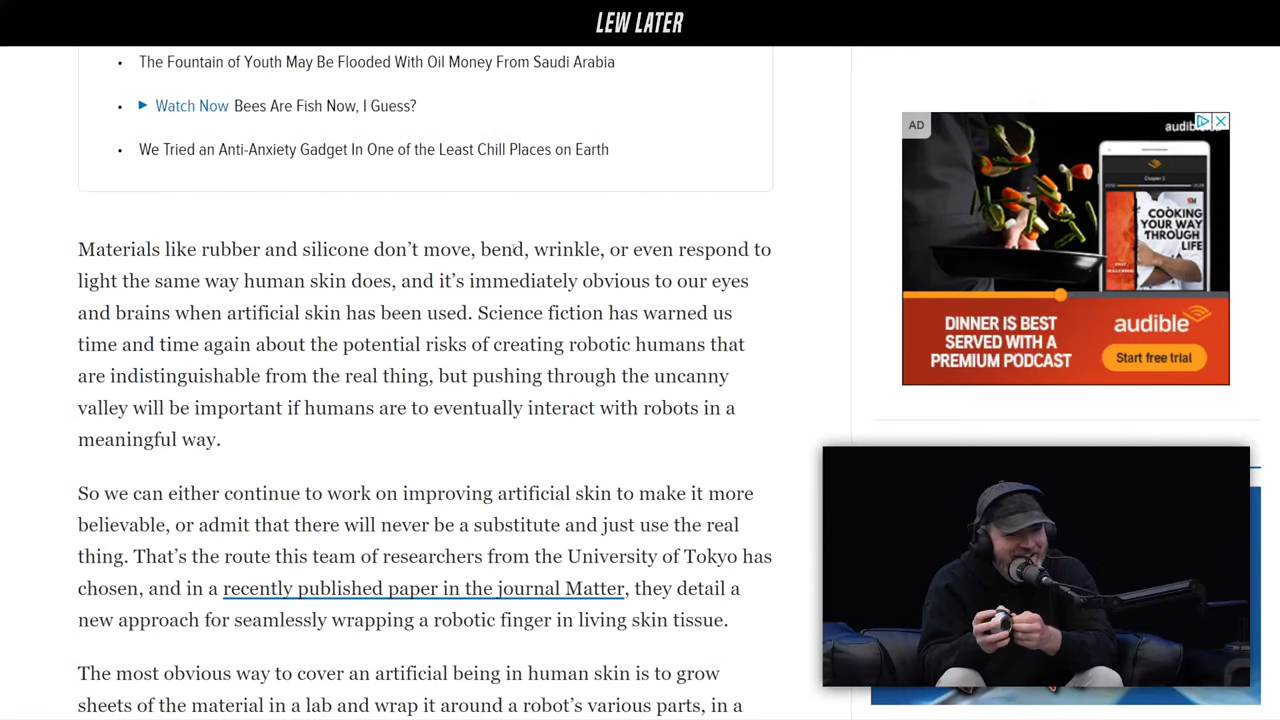 LEW LATER
• The Fountain of Youth May Be Flooded With Oil Money From Saudi Arabia
• Watch Now Bees Are Fish Now, I Guess?
• We Tried an Anti-Anxiety Gadget In One of the Least Chill Places on Earth
Materials like rubber and silicone don’t move, bend, wrinkle, or even respond to
light the same way human skin does, and it’s immediately obvious to our eyes
and brains when artificial skin has been used. Science fiction has warned us
time and time again about the potential risks of creating robotic humans that
are indistinguishable from the real thing, but pushing through the uncanny
valley will be important if humans are to eventually interact with robots in a
meaningful way.
So we can either continue to work on improving artificial skin to make it more
believable, or admit that there will never be a substitute and just use the real
thing. That’s the route this team of researchers from the University of Tokyo has
chosen, and in a recently published paper in the journal Matter, they detail a
new approach for seamlessly wrapping a robotic finger in living skin tissue.
The most obvious way to cover an artificial being in human skin is to grow
sheets of the material in a lab and wrap it around a robot’s various parts, in a
AD
Chapter 1
COOKING
YOUR WAY
THROUGH
LIFE
DINNER IS BEST
SERVED WITH A
PREMIUM PODCAST
audible
Start free trial